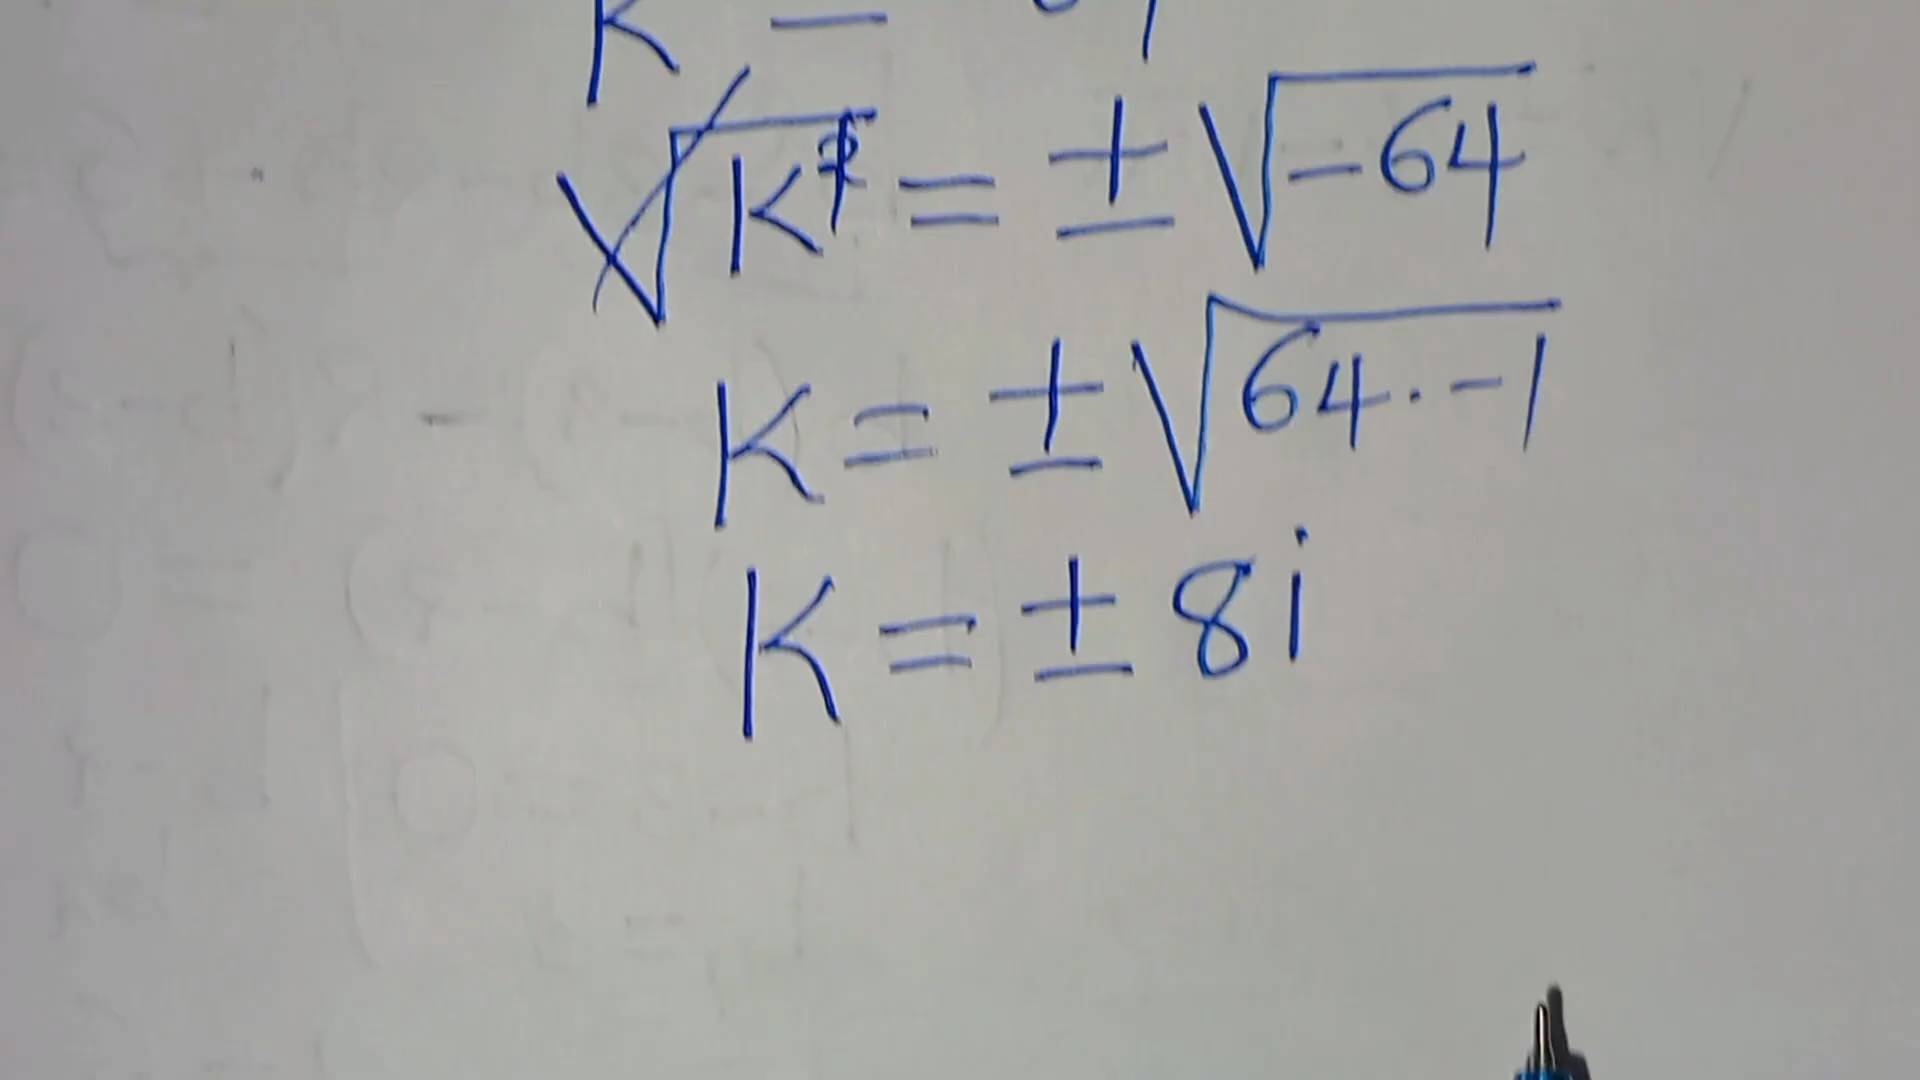 √K² = ± √-64
K = ± √64 · -1
K = ± 8i